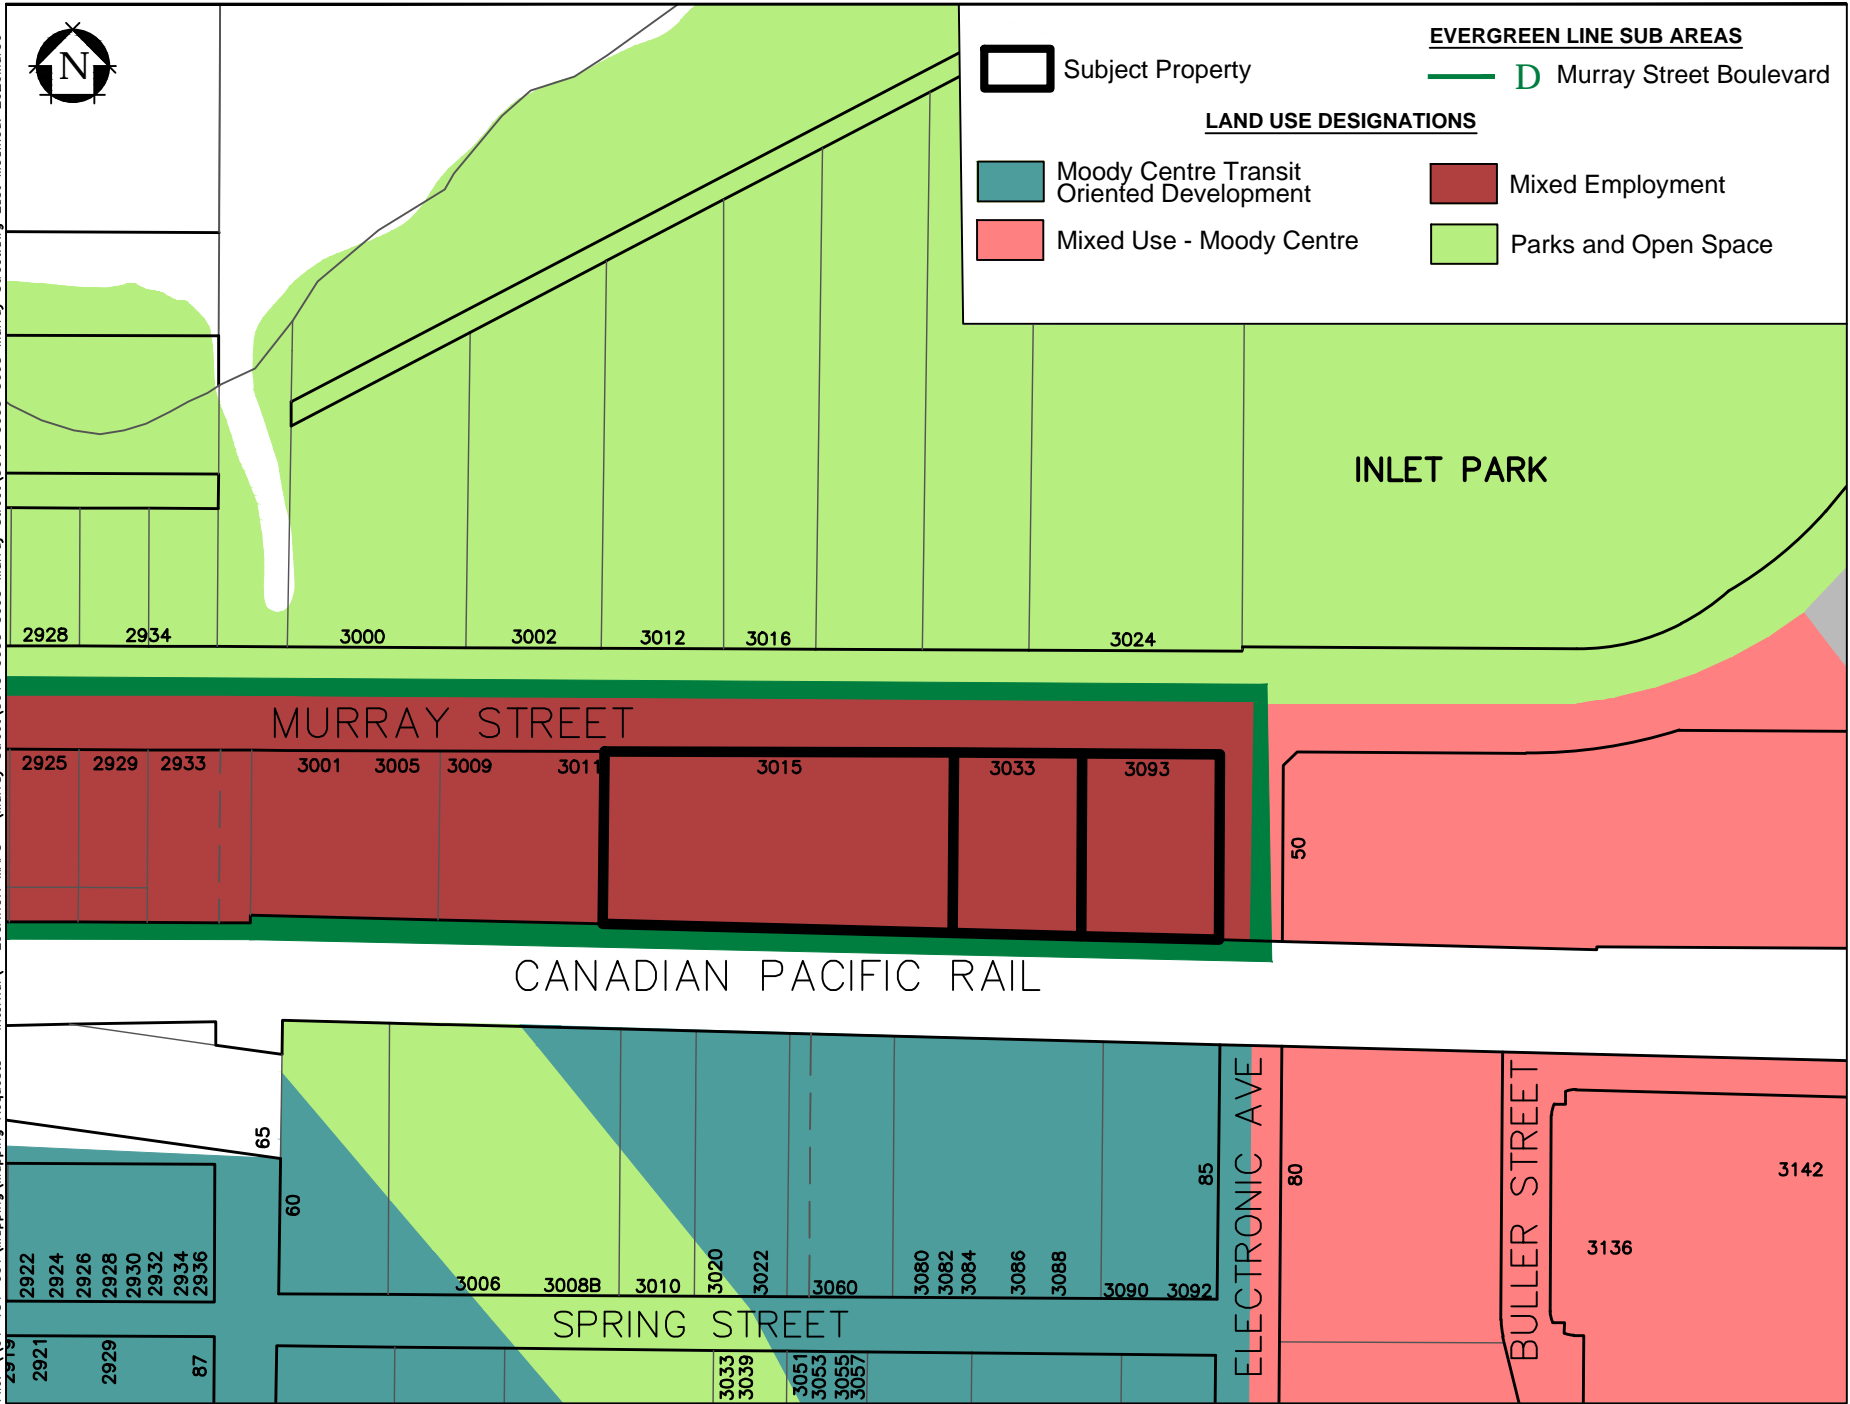 N
Subject Property
EVERGREEN LINE SUB AREAS
D Murray Street Boulevard
LAND USE DESIGNATIONS
Moody Centre Transit
Oriented Development
Mixed Employment
Mixed Use - Moody Centre
Parks and Open Space
INLET PARK
2928 2934 3000 3002 3012 3016 3024
MURRAY STREET
2925 2929 2933 3001 3005 3009 3011 3015 3033 3093
50
CANADIAN PACIFIC RAIL
65
60
85
80
ELECTRONIC AVE
BULLER STREET
3142
3136
2922
2924
2926
2928
2930
2932
2934
2936
3006 3008B 3010
3020
3022
3060
3080
3082
3084
3086
3088
3090 3092
SPRING STREET
2919
2921
2929
87
3033
3039
3051
3053
3055
3057